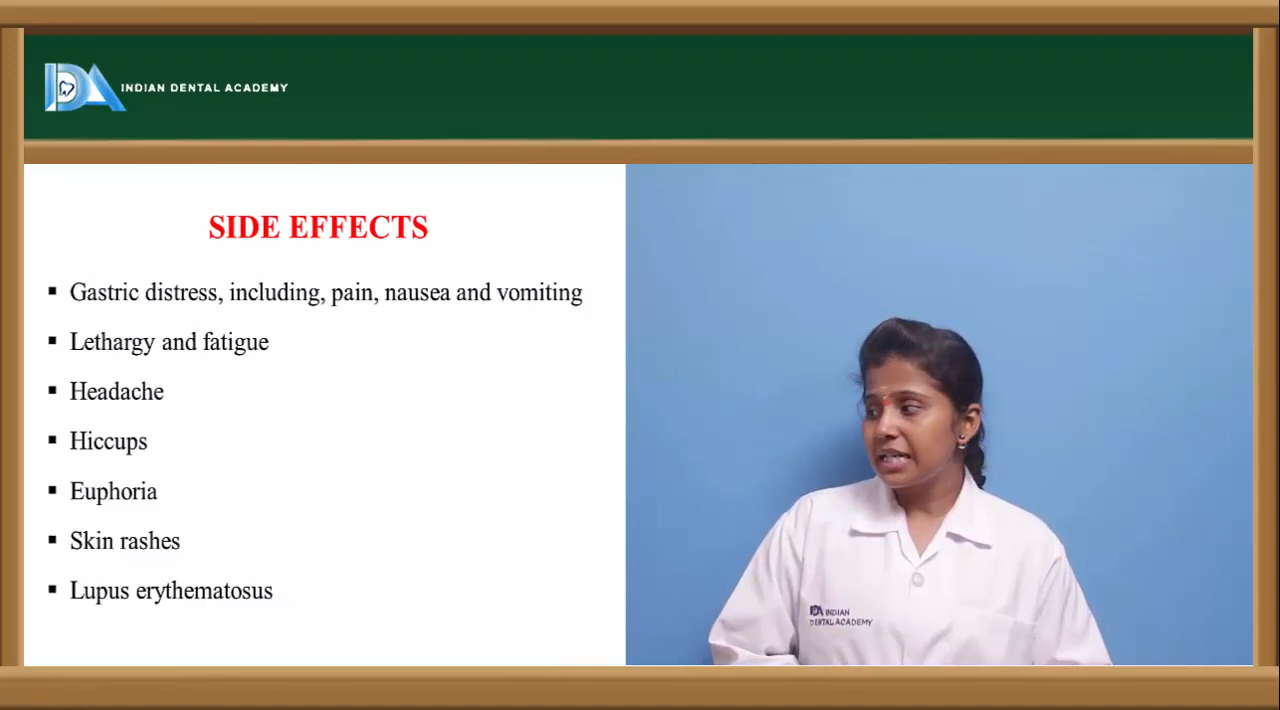 INDIAN DENTAL ACADEMY
SIDE EFFECTS
▪ Gastric distress, including, pain, nausea and vomiting
▪ Lethargy and fatigue
▪ Headache
▪ Hiccups
▪ Euphoria
▪ Skin rashes
▪ Lupus erythematosus
IDA INDIAN
DENTAL ACADEMY